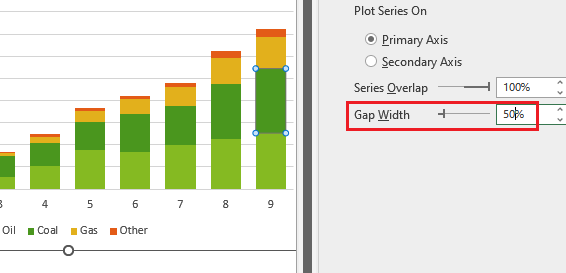 3 4 5 6 7 8 9
Oil Coal Gas Other
Plot Series On
Primary Axis
Secondary Axis
Series Overlap 100%
Gap Width 50%